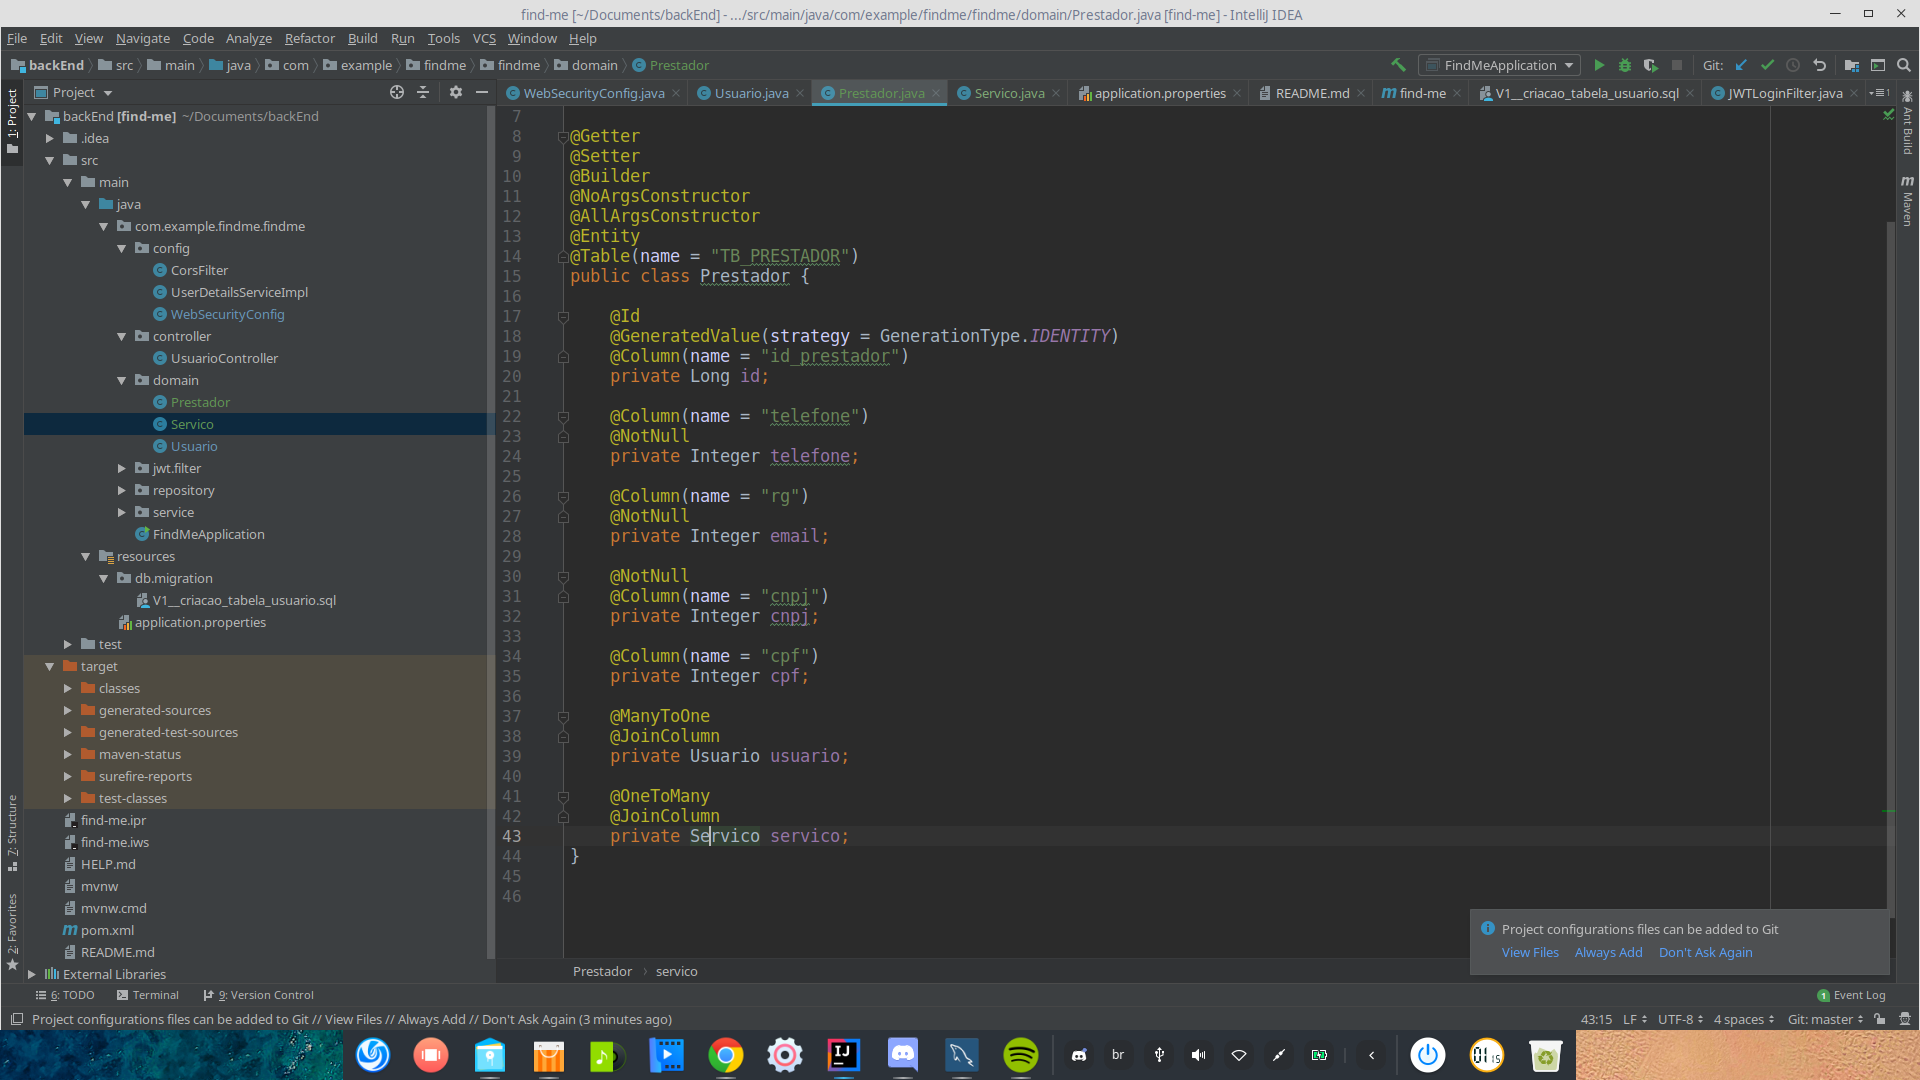 find-me [~/Documents/backEnd] - .../src/main/java/com/example/findme/findme/domain/Prestador.java [find-me] - IntelliJ IDEA
File Edit View Navigate Code Analyze Refactor Build Run Tools VCS Window Help
backEnd src main java com example findme findme domain Prestador
FindMeApplication Git:
Project
WebSecurityConfig.java Usuario.java Prestador.java Servico.java application.properties README.md find-me V1__criacao_tabela_usuario.sql JWTLoginFilter.java
1: Project
7: Structure
2: Favorites
Ant Build
Maven
backEnd [find-me] ~/Documents/backEnd
.idea
src
main
java
com.example.findme.findme
config
CorsFilter
UserDetailsServiceImpl
WebSecurityConfig
controller
UsuarioController
domain
Prestador
Servico
Usuario
jwt.filter
repository
service
FindMeApplication
resources
db.migration
V1__criacao_tabela_usuario.sql
application.properties
test
target
classes
generated-sources
generated-test-sources
maven-status
surefire-reports
test-classes
find-me.ipr
find-me.iws
HELP.md
mvnw
mvnw.cmd
pom.xml
README.md
External Libraries
7
8 @Getter
9 @Setter
10 @Builder
11 @NoArgsConstructor
12 @AllArgsConstructor
13 @Entity
14 @Table(name = "TB_PRESTADOR")
15 public class Prestador {
16
17 @Id
18 @GeneratedValue(strategy = GenerationType.IDENTITY)
19 @Column(name = "id_prestador")
20 private Long id;
21
22 @Column(name = "telefone")
23 @NotNull
24 private Integer telefone;
25
26 @Column(name = "rg")
27 @NotNull
28 private Integer email;
29
30 @NotNull
31 @Column(name = "cnpj")
32 private Integer cnpj;
33
34 @Column(name = "cpf")
35 private Integer cpf;
36
37 @ManyToOne
38 @JoinColumn
39 private Usuario usuario;
40
41 @OneToMany
42 @JoinColumn
43 private Servico servico;
44 }
45
46
Project configurations files can be added to Git
View Files Always Add Don't Ask Again
Prestador › servico
6: TODO Terminal 9: Version Control
1 Event Log
Project configurations files can be added to Git // View Files // Always Add // Don't Ask Again (3 minutes ago)
43:15 LF UTF-8 4 spaces Git: master
IJ
br
01 15